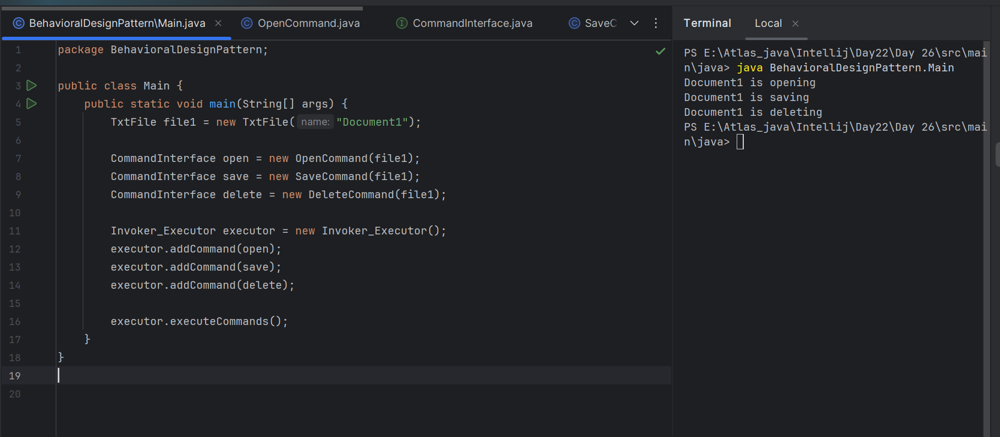 BehavioralDesignPattern\Main.java
OpenCommand.java
CommandInterface.java
SaveC
1 package BehavioralDesignPattern;
2
3 public class Main {
4 public static void main(String[] args) {
5 TxtFile file1 = new TxtFile( name: "Document1");
6
7 CommandInterface open = new OpenCommand(file1);
8 CommandInterface save = new SaveCommand(file1);
9 CommandInterface delete = new DeleteCommand(file1);
10
11 Invoker_Executor executor = new Invoker_Executor();
12 executor.addCommand(open);
13 executor.addCommand(save);
14 executor.addCommand(delete);
15
16 executor.executeCommands();
17 }
18 }
19
20
Terminal Local
PS E:\Atlas_java\Intellij\Day22\Day 26\src\mai
n\java> java BehavioralDesignPattern.Main
Document1 is opening
Document1 is saving
Document1 is deleting
PS E:\Atlas_java\Intellij\Day22\Day 26\src\mai
n\java>